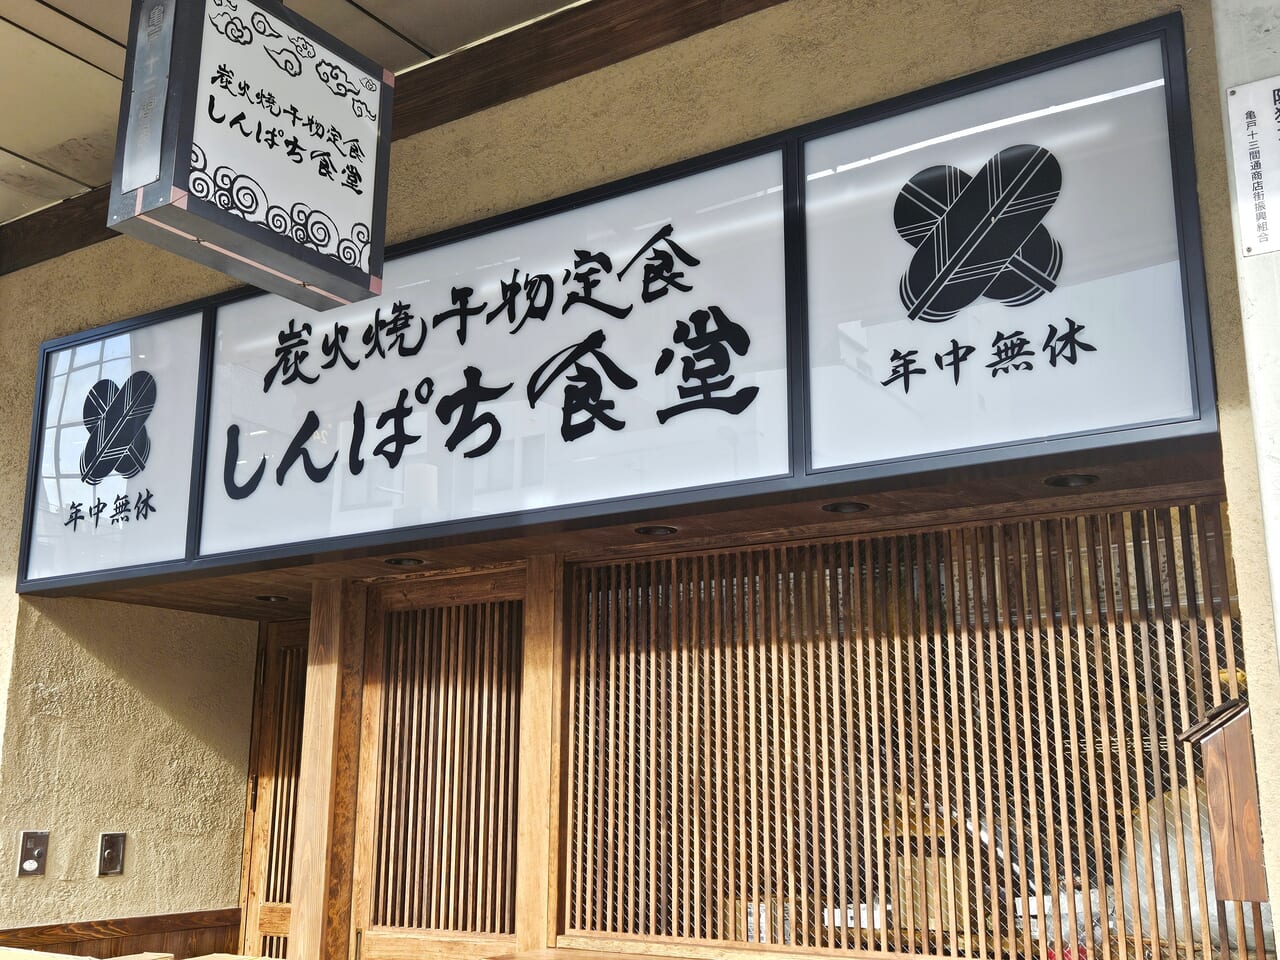 炭火焼干物定食
しんぱち食堂
炭火焼干物定食
しんぱち食堂
年中無休
年中無休
亀戸十三間通商店街振興組合